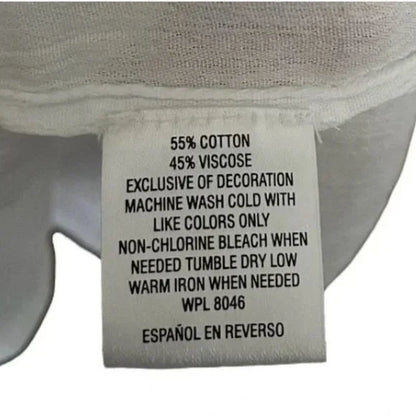 55% COTTON
45% VISCOSE
EXCLUSIVE OF DECORATION
MACHINE WASH COLD WITH
LIKE COLORS ONLY
NON-CHLORINE BLEACH WHEN
NEEDED TUMBLE DRY LOW
WARM IRON WHEN NEEDED
WPL 8046
ESPAÑOL EN REVERSO